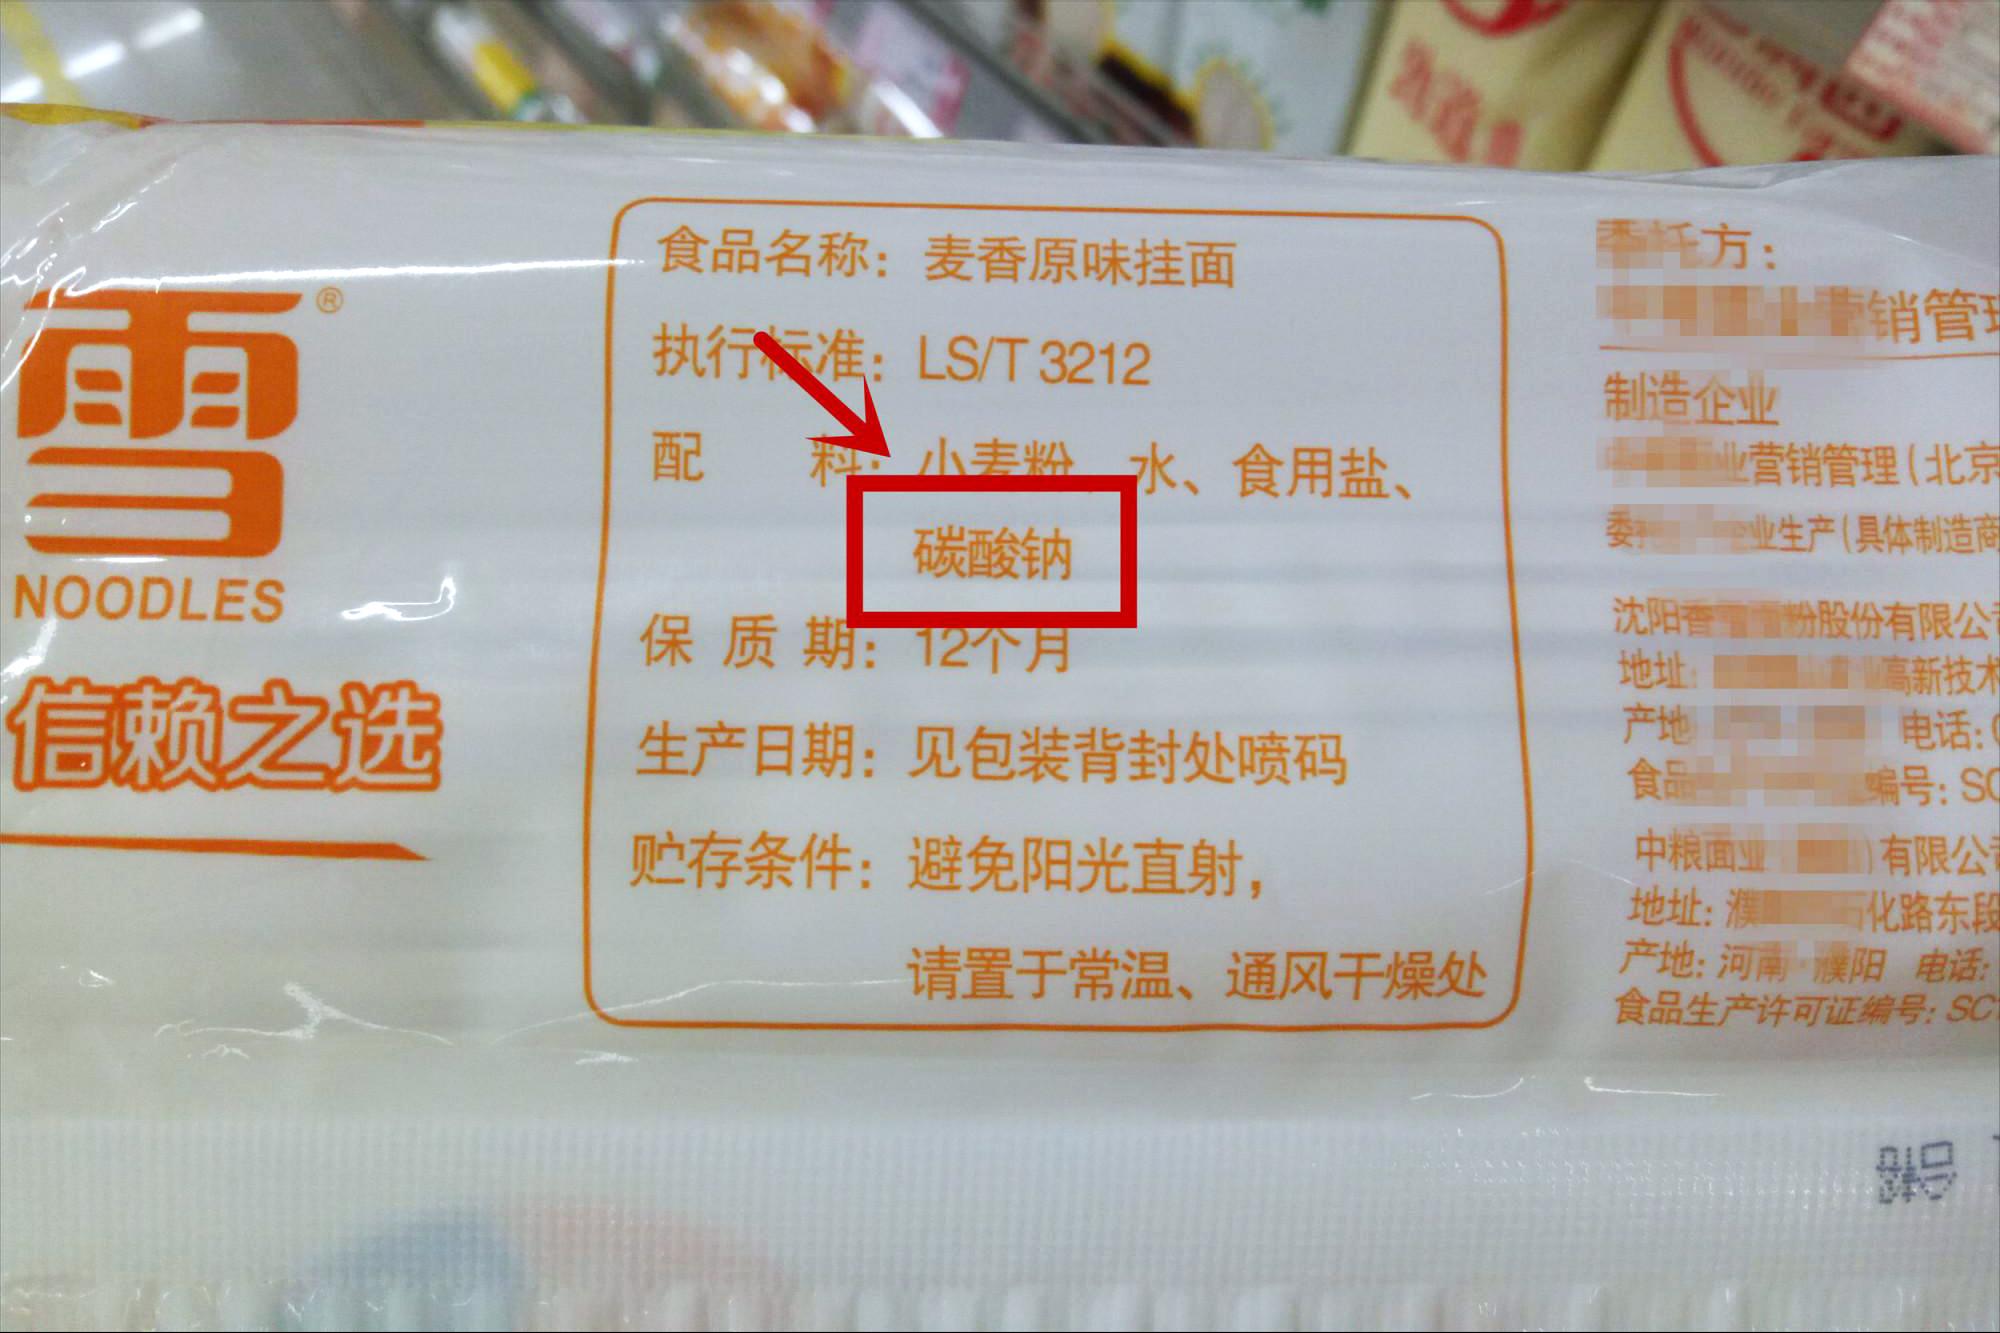 雪®
NOODLES
信赖之选
食品名称：麦香原味挂面
执行标准：LS/T 3212
配 料：小麦粉、水、食用盐、
碳酸钠
保质期：12个月
生产日期：见包装背封处喷码
贮存条件：避免阳光直射，
请置于常温、通风干燥处
委托方：
营销管理
制造企业
业营销管理（北京
业生产（具体制造商
沈阳香 粉股份有限公司
地址： 高新技术
产地 电话：
食品 编号：SC
中粮面业 有限公司
地址：濮 化路东段
产地：河南·濮阳 电话：
食品生产许可证编号：SC